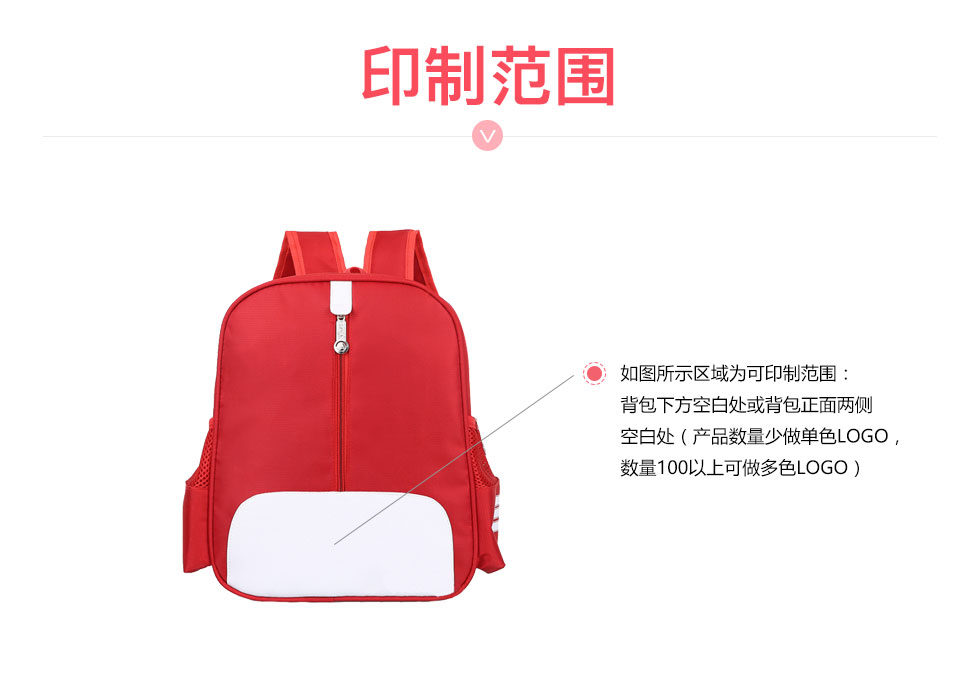 印制范围
如图所示区域为可印制范围：
背包下方空白处或背包正面两侧
空白处（产品数量少做单色LOGO，
数量100以上可做多色LOGO）